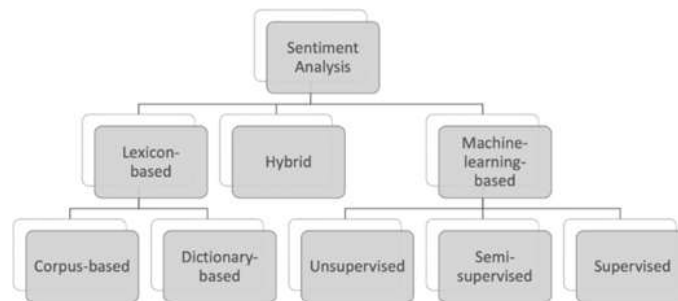 Sentiment
Analysis
Lexicon-
based
Hybrid
Machine-
learning-
based
Corpus-based
Dictionary-
based
Unsupervised
Semi-
supervised
Supervised